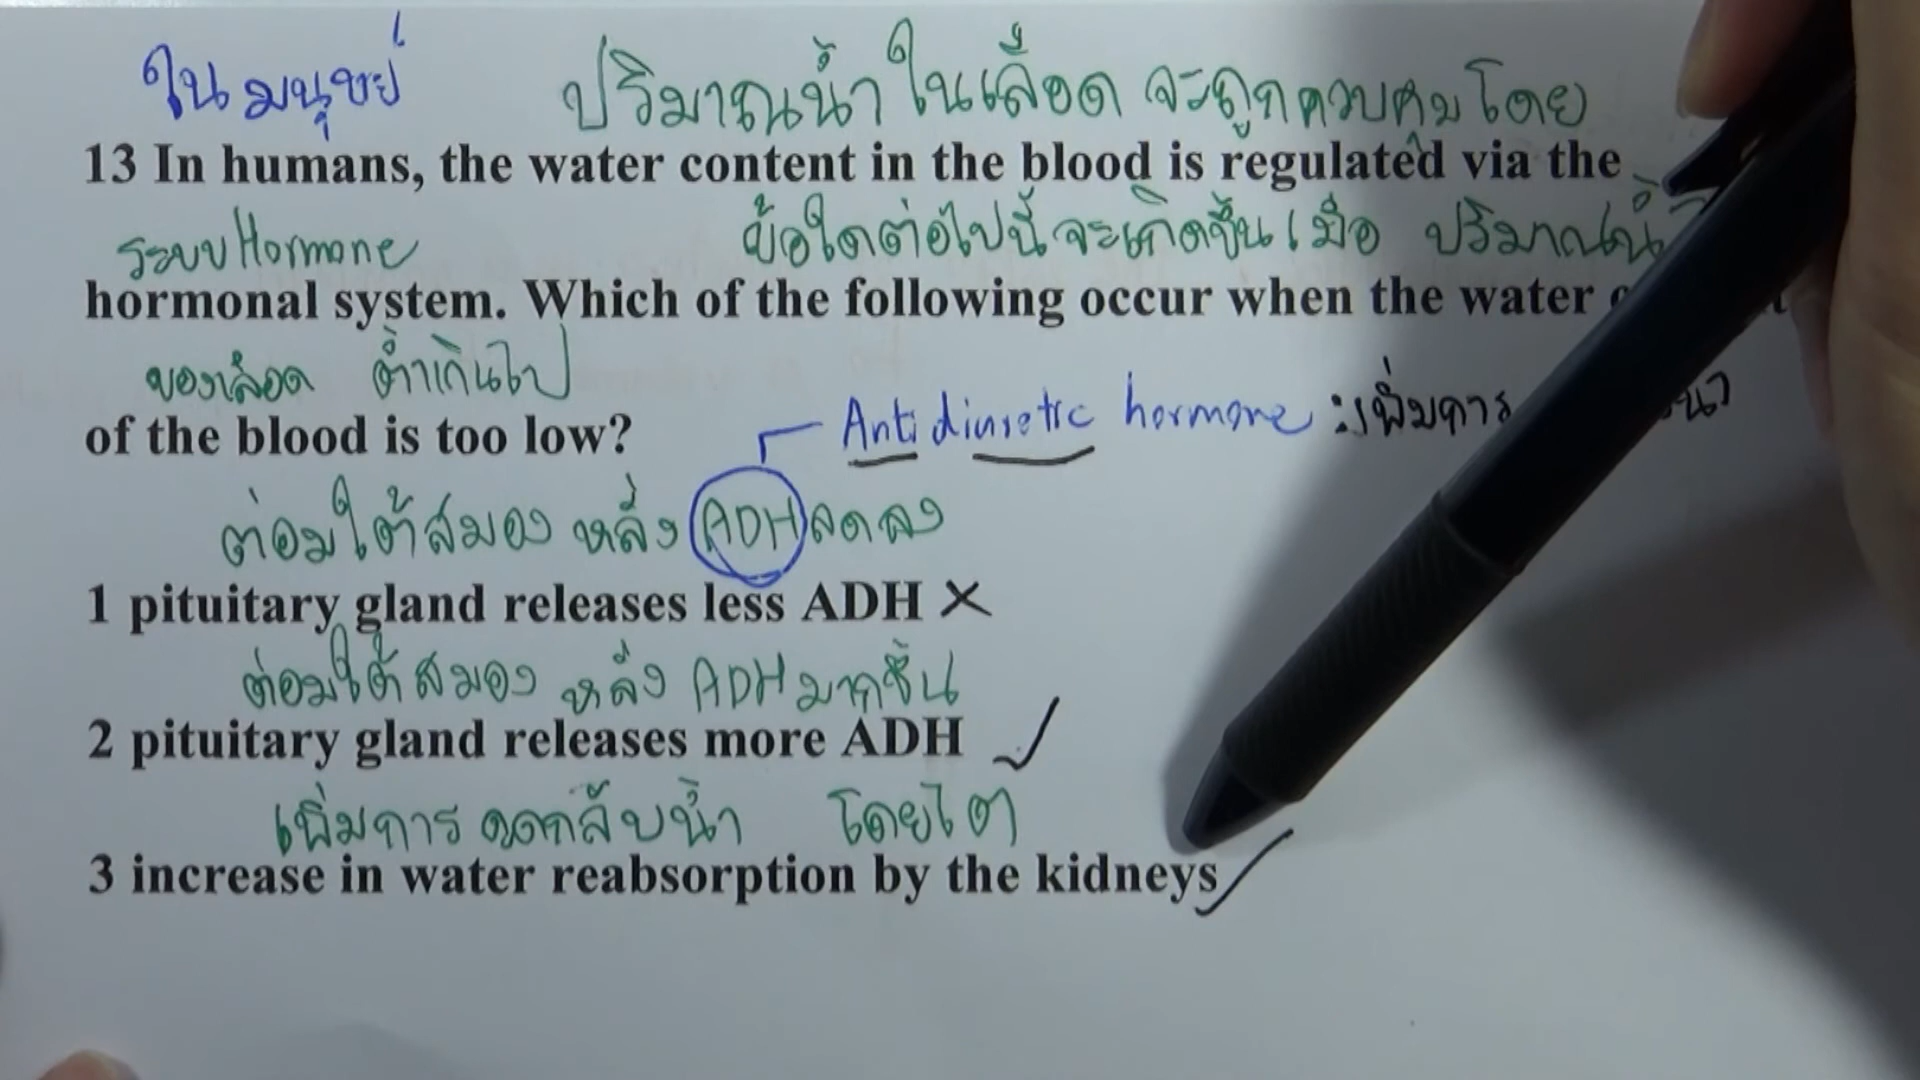 ในมนุษย์ ปริมาณน้ำในเลือด จะถูกควบคุมโดย
13 In humans, the water content in the blood is regulated via the
ระบบ Hormone ข้อใดต่อไปนี้จะเกิดขึ้น เมื่อ ปริมาณน้ำ
hormonal system. Which of the following occur when the water
ของเลือด ต่ำเกินไป
of the blood is too low?
Antidiuretic hormone : เพิ่มการ
ต่อมใต้สมอง หลั่ง ADH ลดลง
1 pituitary gland releases less ADH ×
ต่อมใต้สมอง หลั่ง ADH มากขึ้น
2 pituitary gland releases more ADH ✓
เพิ่มการ ดูดกลับน้ำ โดยไต
3 increase in water reabsorption by the kidneys ✓